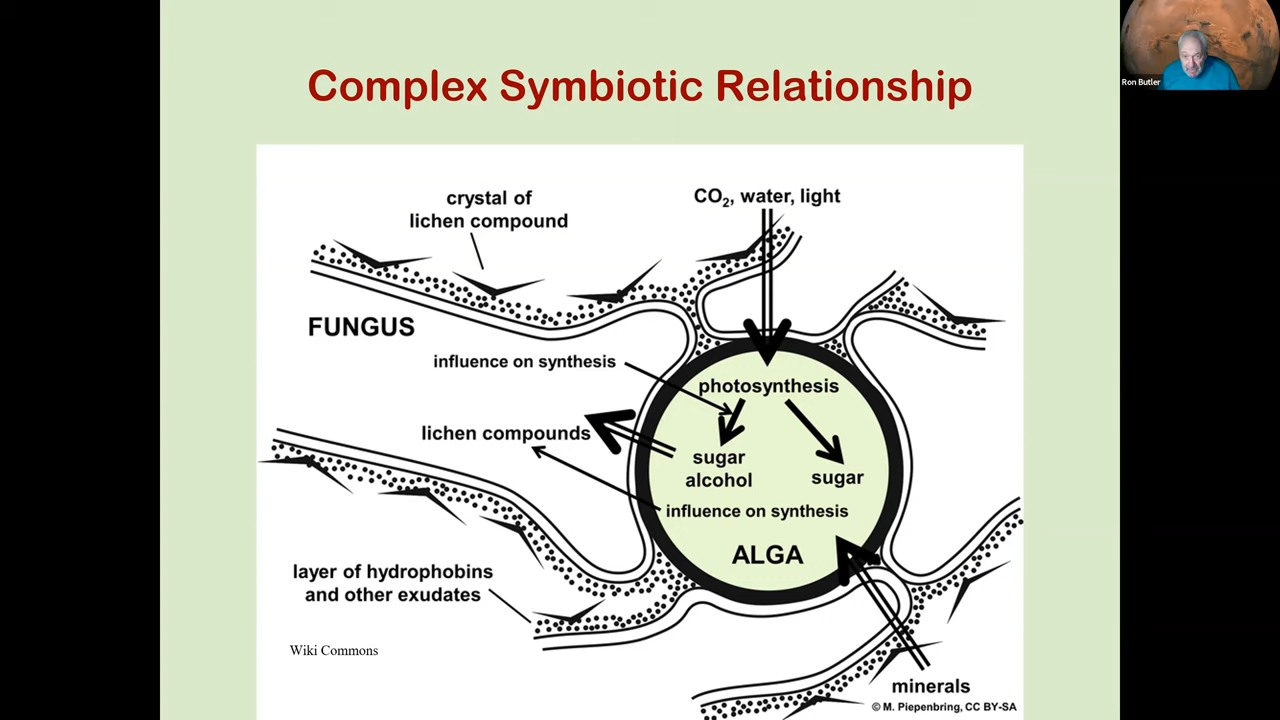 Complex Symbiotic Relationship
Ron Butler
crystal of
lichen compound
CO₂, water, light
FUNGUS
influence on synthesis
photosynthesis
lichen compounds
sugar
alcohol
sugar
influence on synthesis
ALGA
layer of hydrophobins
and other exudates
Wiki Commons
minerals
© M. Piepenbring, CC BY-SA